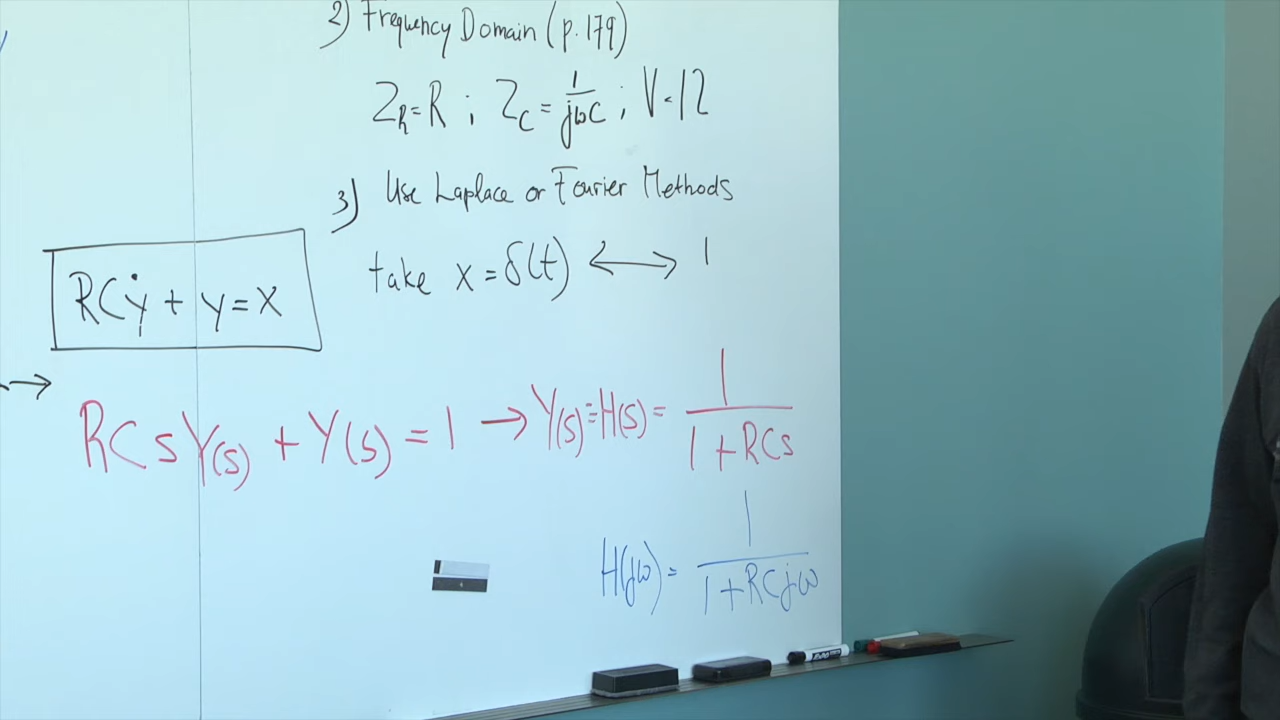 2) Frequency Domain (p. 179)
Z_R = R ; Z_C = 1/jωC ; V = 12
3) Use Laplace or Fourier Methods
take x = δ(t) ⟷ 1
RCẏ + y = x
→ RCsY(s) + Y(s) = 1 → Y(s) = H(s) = 1/(1+RCs)
H(jω) = 1/(1+RCjω)